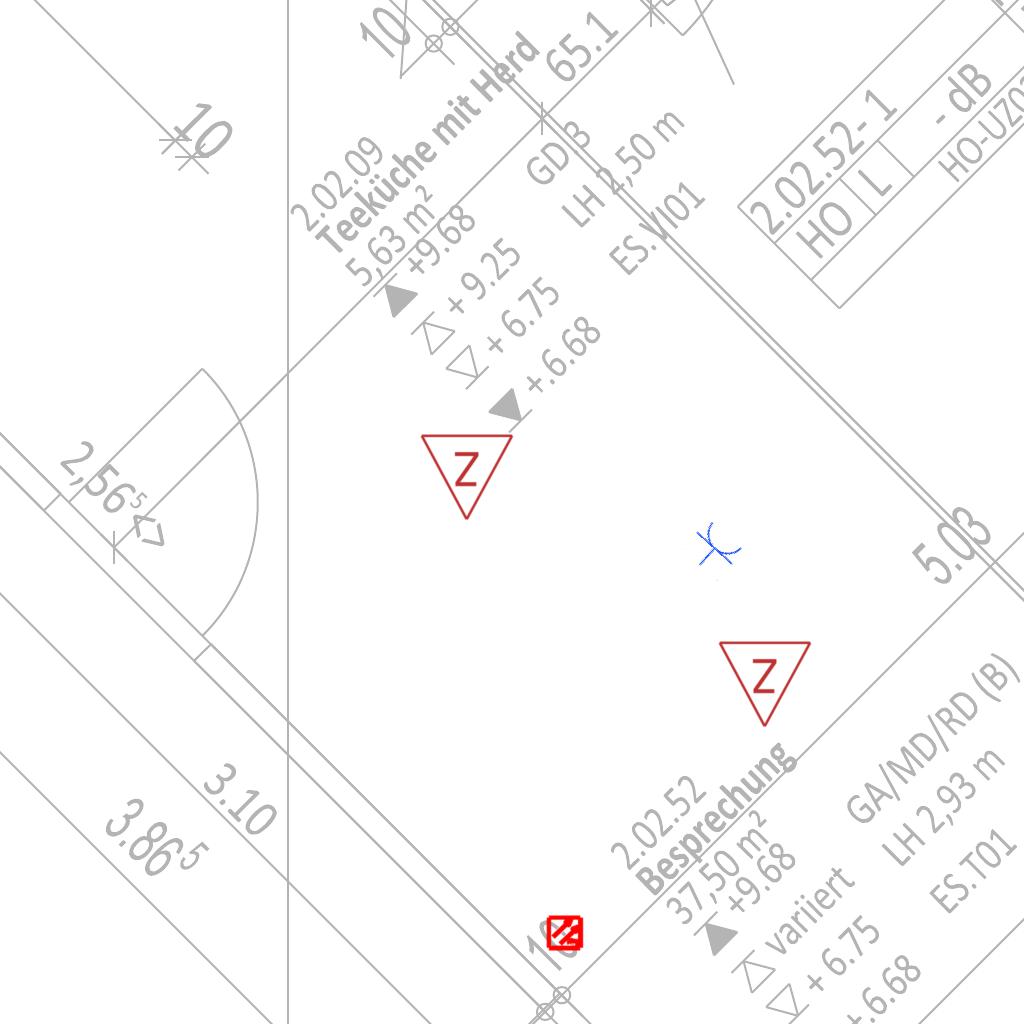 10
10
65.1
2.02.09
Teeküche mit Herd
5,63 m²
+9.68
+ 9.25
+ 6.75
+.6.68
GD 3
LH 2,50 m
ES.VI01
2.02.52- 1
- dB
HO L
2,56⁵ <>
Z
Z
5.03
3.10
3.86⁵
2.02.52
Besprechung
37,50 m²
+9.68
variiert
+ 6.75
+.6.68
GA/MD/RD (B)
LH 2,93 m
ES.T01